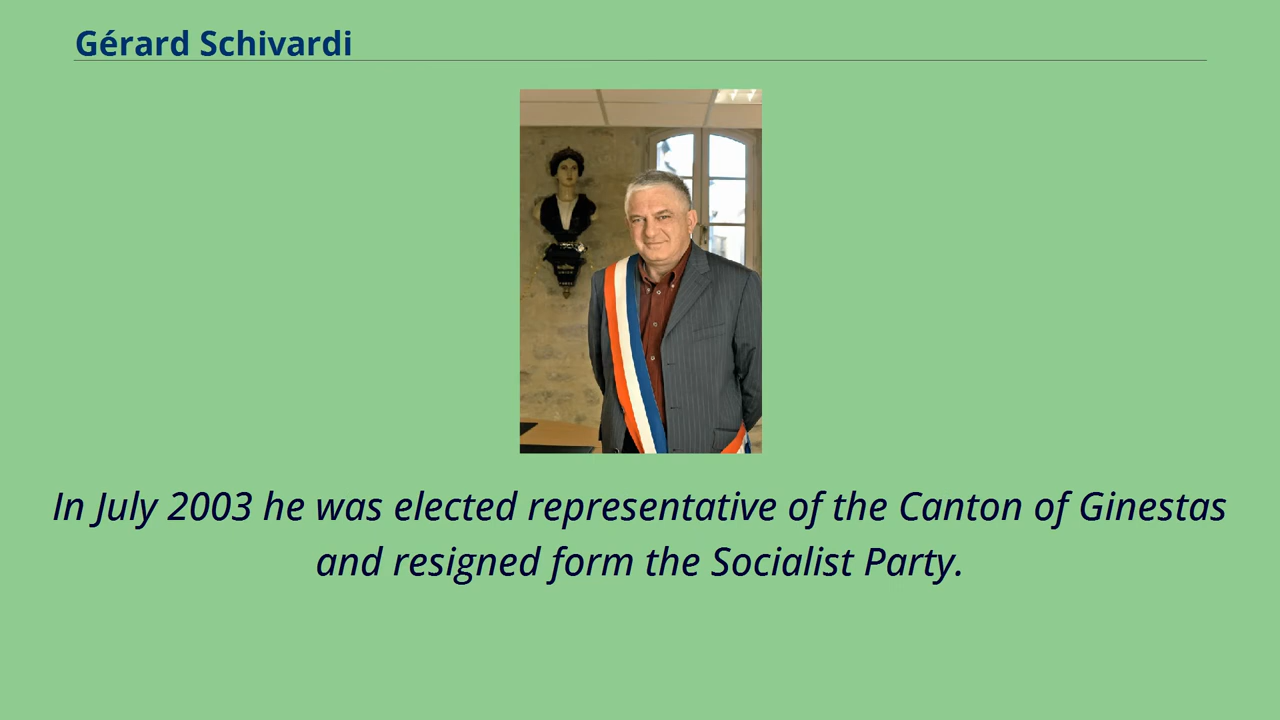 Gérard Schivardi
In July 2003 he was elected representative of the Canton of Ginestas
and resigned form the Socialist Party.